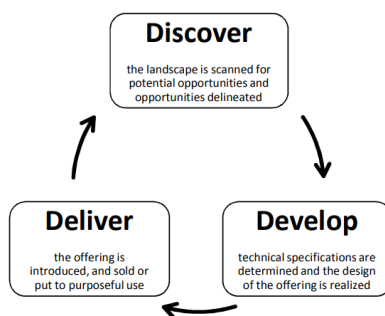 Discover
the landscape is scanned for
potential opportunities and
opportunities delineated
Deliver
the offering is
introduced, and sold or
put to purposeful use
Develop
technical specifications are
determined and the design
of the offering is realized